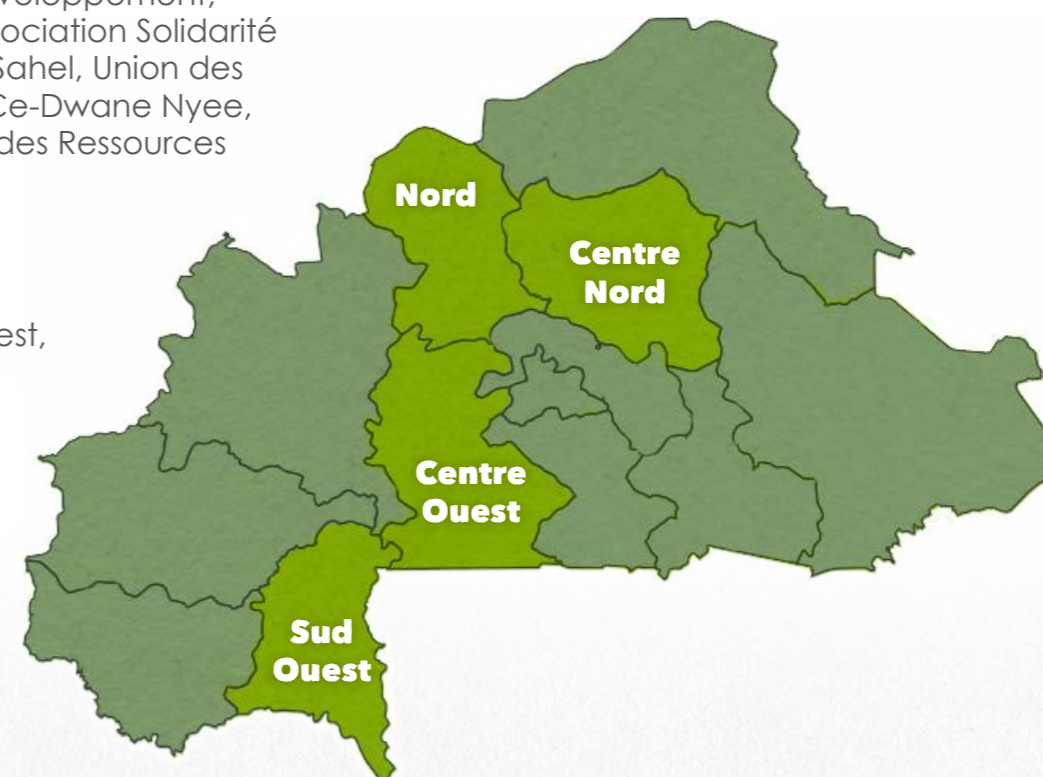 ociation Solidarité
Sahel, Union des
Ce-Dwane Nyee,
des Ressources
est,
Nord
Centre
Nord
Centre
Ouest
Sud
Ouest